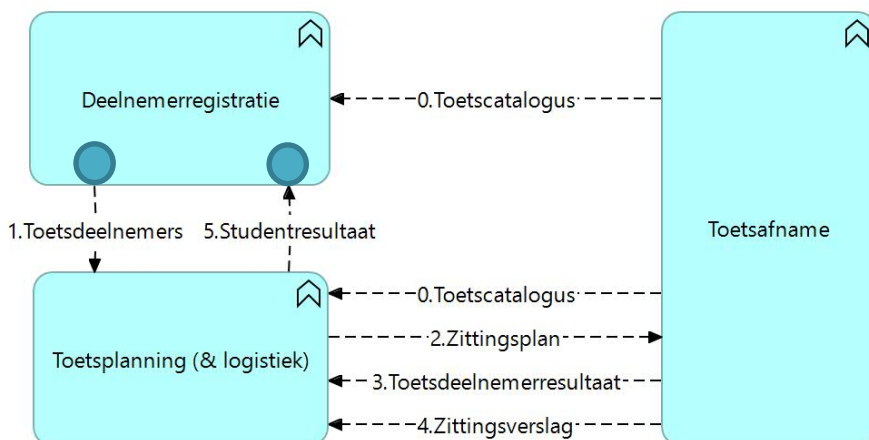 Deelnemerregistratie
0.Toetscatalogus
1.Toetsdeelnemers
5.Studentresultaat
Toetsafname
0.Toetscatalogus
2.Zittingsplan
Toetsplanning (& logistiek)
3.Toetsdeelnemerresultaat
4.Zittingsverslag